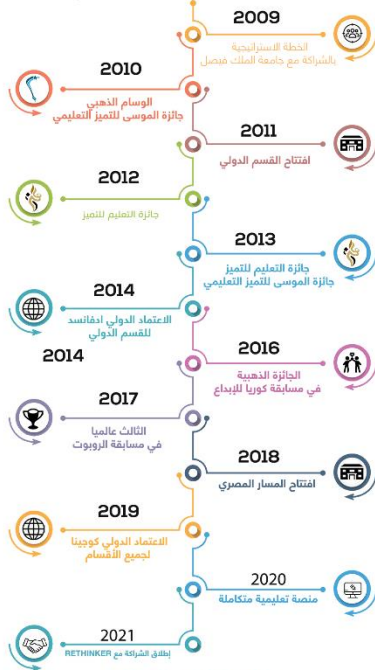 2009
الخطة الاستراتيجية
بالشراكة مع جامعة الملك فيصل
2010
الوسام الذهبي
جائزة الموسى للتميز التعليمي
2011
افتتاح القسم الدولي
2012
جائزة التعليم للتميز
2013
جائزة التعليم للتميز
جائزة الموسى للتميز التعليمي
2014
الاعتماد الدولي ادفانسد
للقسم الدولي
2014
2016
الجائزة الذهبية
في مسابقة كوريا للإبداع
2017
الثالث عالميا
في مسابقة الروبوت
2018
افتتاح المسار المصري
2019
الاعتماد الدولي كوجينا
لجميع الأقسام
2020
منصة تعليمية متكاملة
2021
إطلاق الشراكة مع RETHINKER